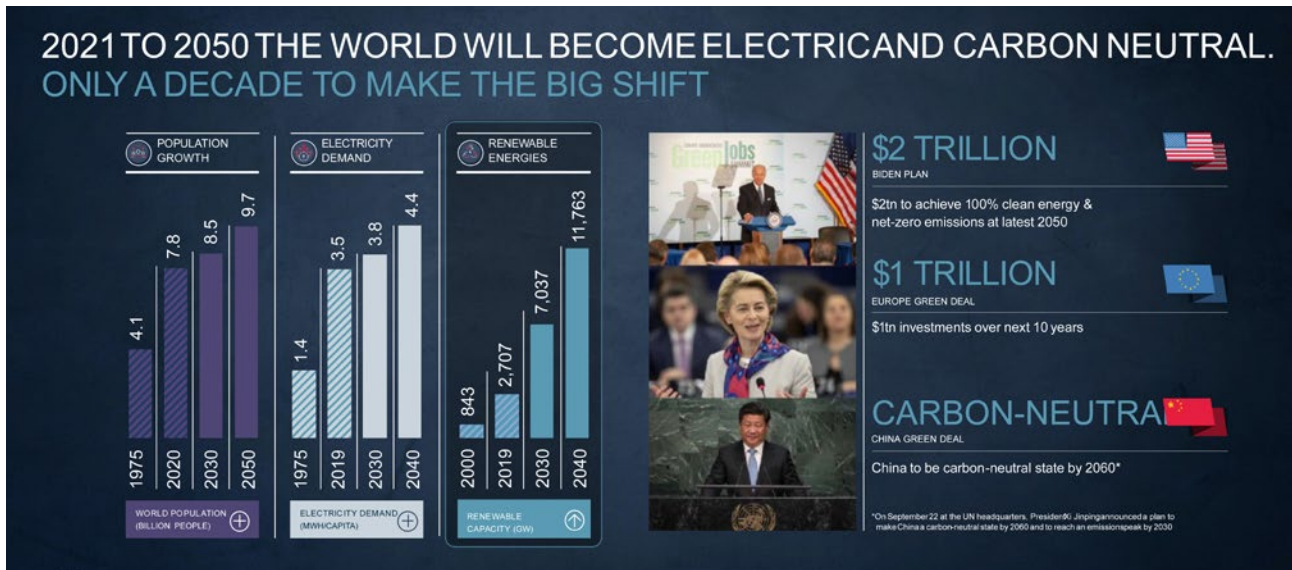 2021 TO 2050 THE WORLD WILL BECOME ELECTRICAND CARBON NEUTRAL.
ONLY A DECADE TO MAKE THE BIG SHIFT
POPULATION
GROWTH
4.1
7.8
8.5
9.7
1975
2020
2030
2050
WORLD POPULATION
(BILLION PEOPLE)
ELECTRICITY
DEMAND
1.4
3.5
3.8
4.4
1975
2019
2030
2040
ELECTRICITY DEMAND
(MWH/CAPITA)
RENEWABLE
ENERGIES
843
2,707
7,037
11,763
2000
2019
2030
2040
RENEWABLE
CAPACITY (GW)
Green Jobs
$2 TRILLION
BIDEN PLAN
$2tn to achieve 100% clean energy &
net-zero emissions at latest 2050
$1 TRILLION
EUROPE GREEN DEAL
$1tn investments over next 10 years
CARBON-NEUTRA
CHINA GREEN DEAL
China to be carbon-neutral state by 2060*
*On September 22 at the UN headquarters, Jinpingannounced a plan to
make China a carbon-neutral state by 2060 and to reach an emissionspeak by 2030